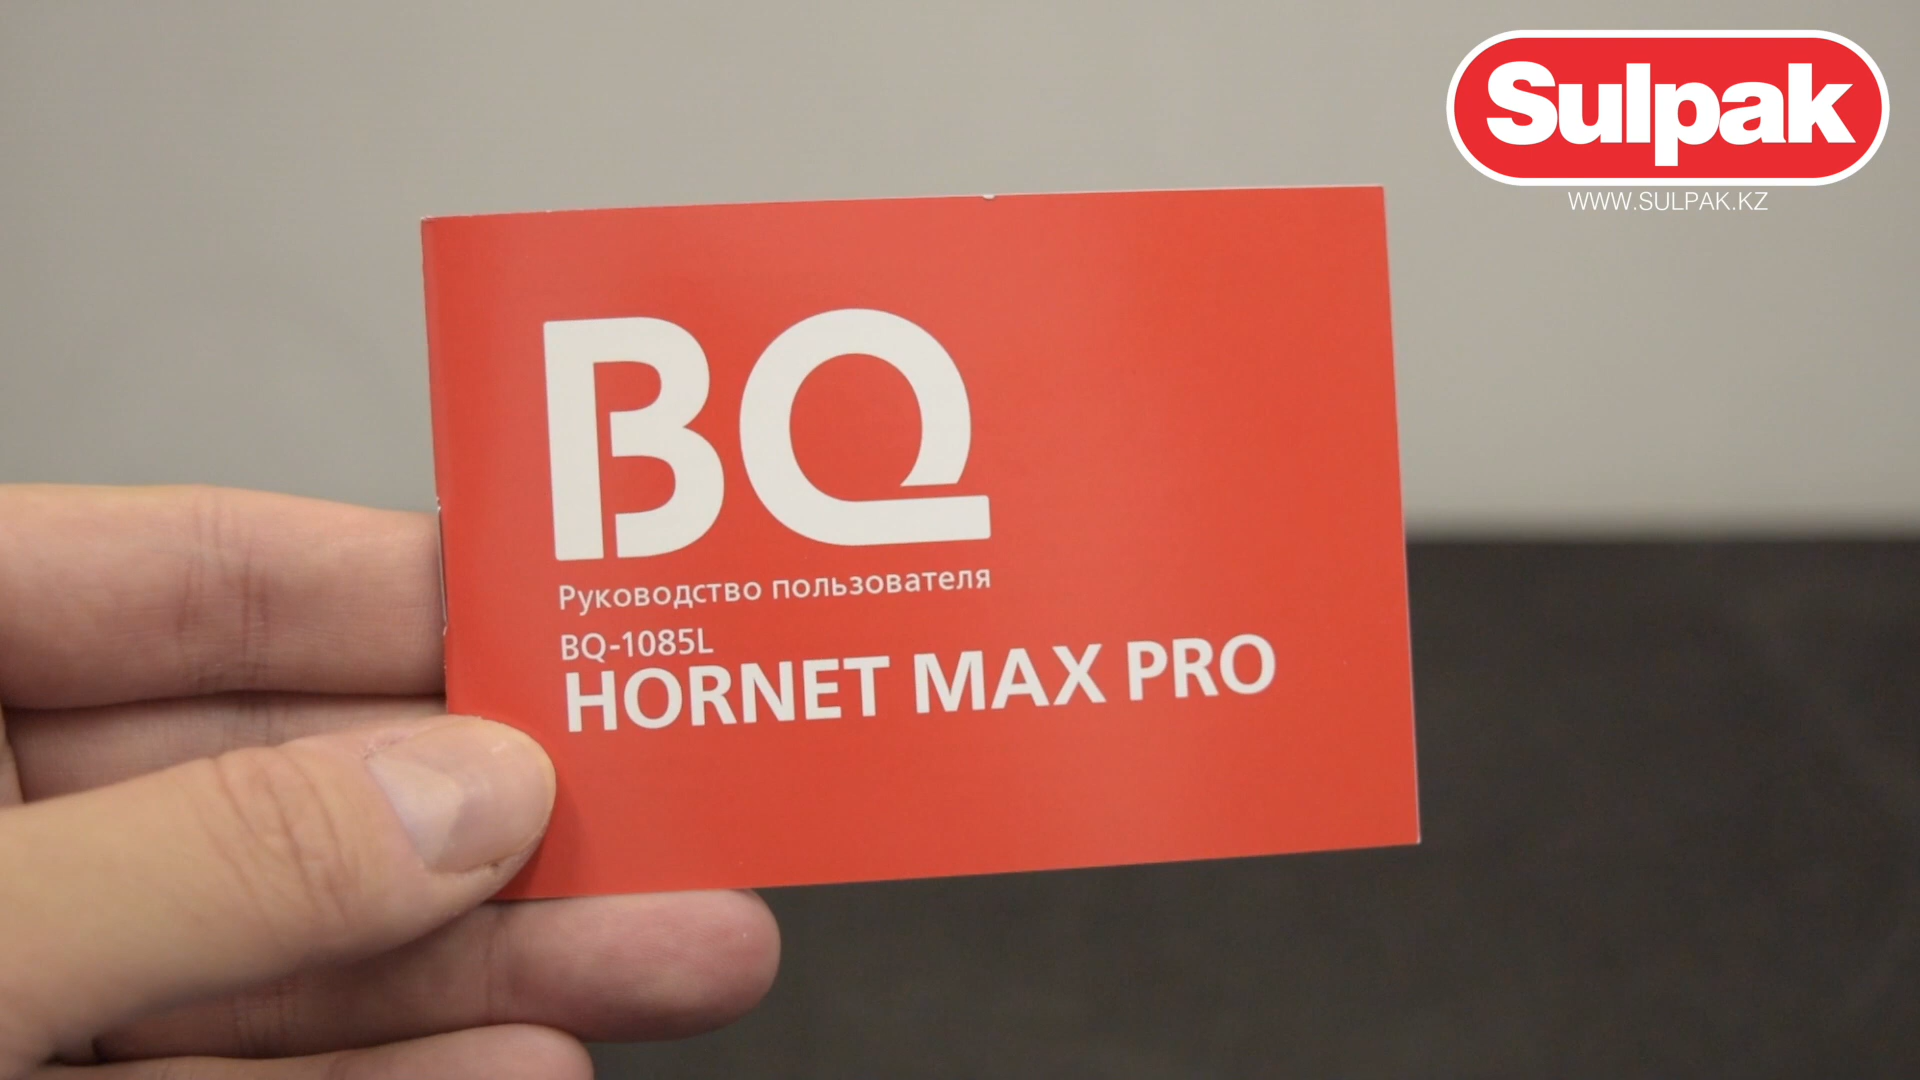 Sulpak
WWW.SULPAK.KZ
BQ
Руководство пользователя
BQ-1085L
HORNET MAX PRO